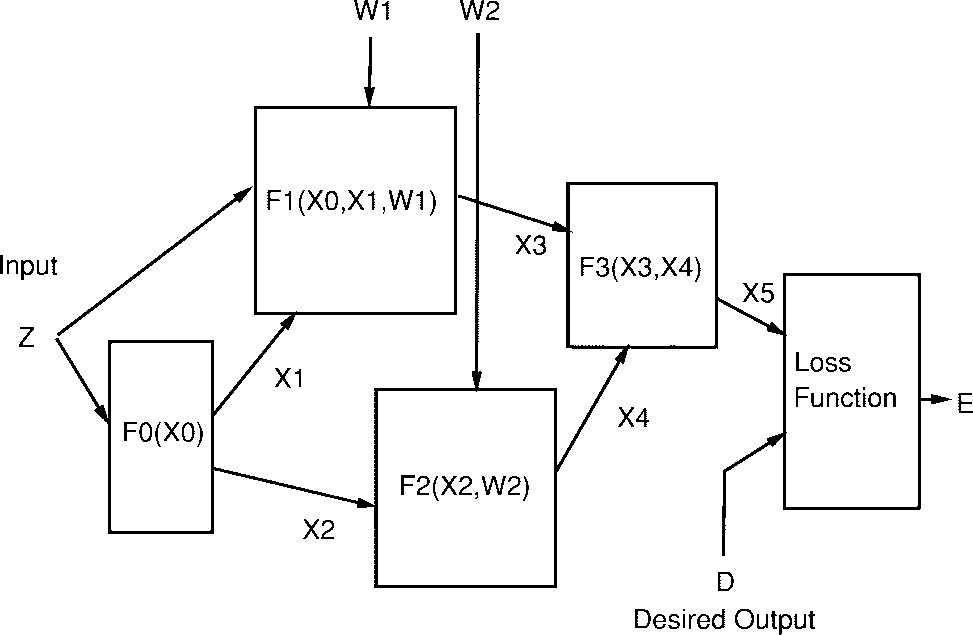 W1
W2
F1(X0,X1,W1)
X3
Input
F3(X3,X4)
X5
Z
Loss
Function
X1
E
X4
F0(X0)
F2(X2,W2)
X2
D
Desired Output